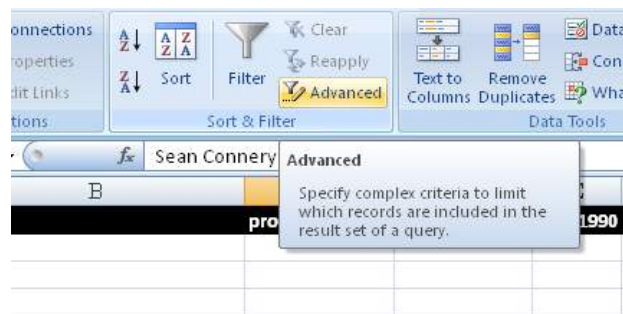 onnections
Clear
Data
roperties
Reapply
Con
dit Links
A Z
Z A
Sort
Filter
Advanced
Text to Columns
Remove Duplicates
Wha
tions
Sort & Filter
Data Tools
fx Sean Connery
Advanced
Specify complex criteria to limit
which records are included in the
result set of a query.
B
pro
1990